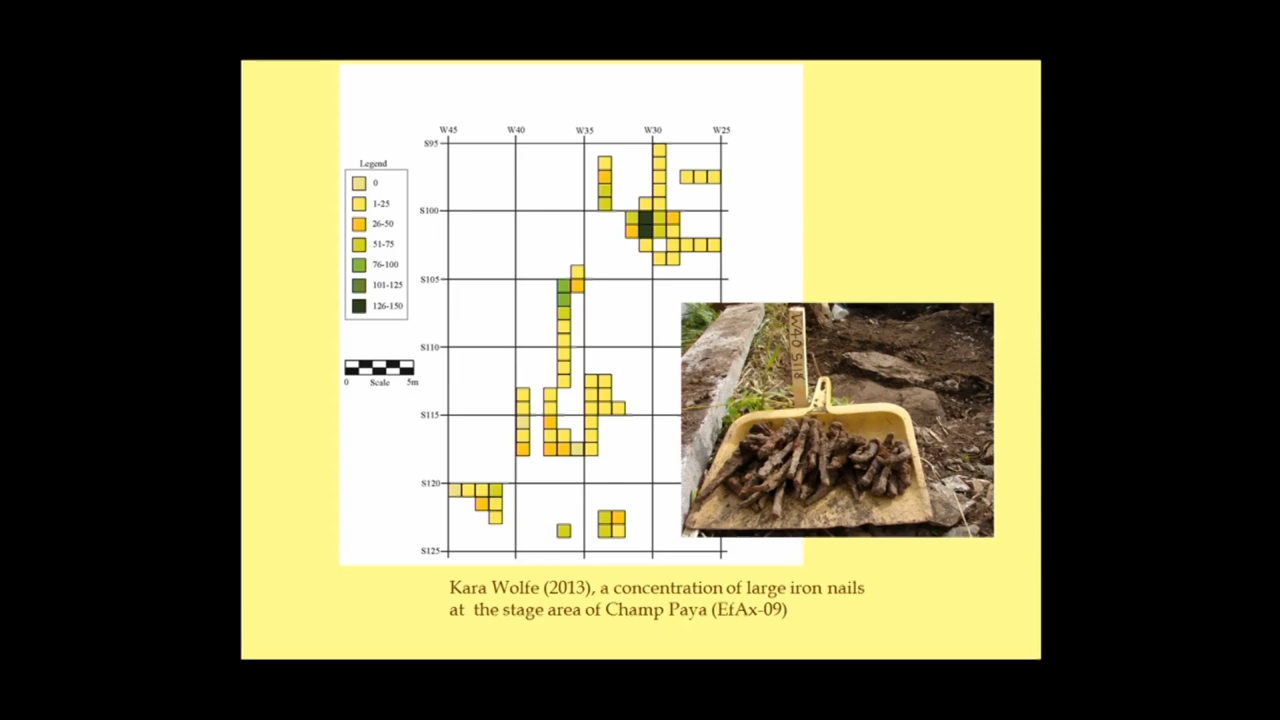 W45 W40 W35 W30 W25
S95
Legend
0
1-25
26-50
51-75
76-100
101-125
126-150
S100
S105
S110
0 Scale 5m
S115
S120
S125
W40 S118
Kara Wolfe (2013), a concentration of large iron nails
at the stage area of Champ Paya (EfAx-09)